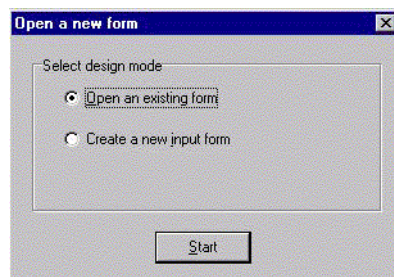 Open a new form
Select design mode
Open an existing form
Create a new input form
Start